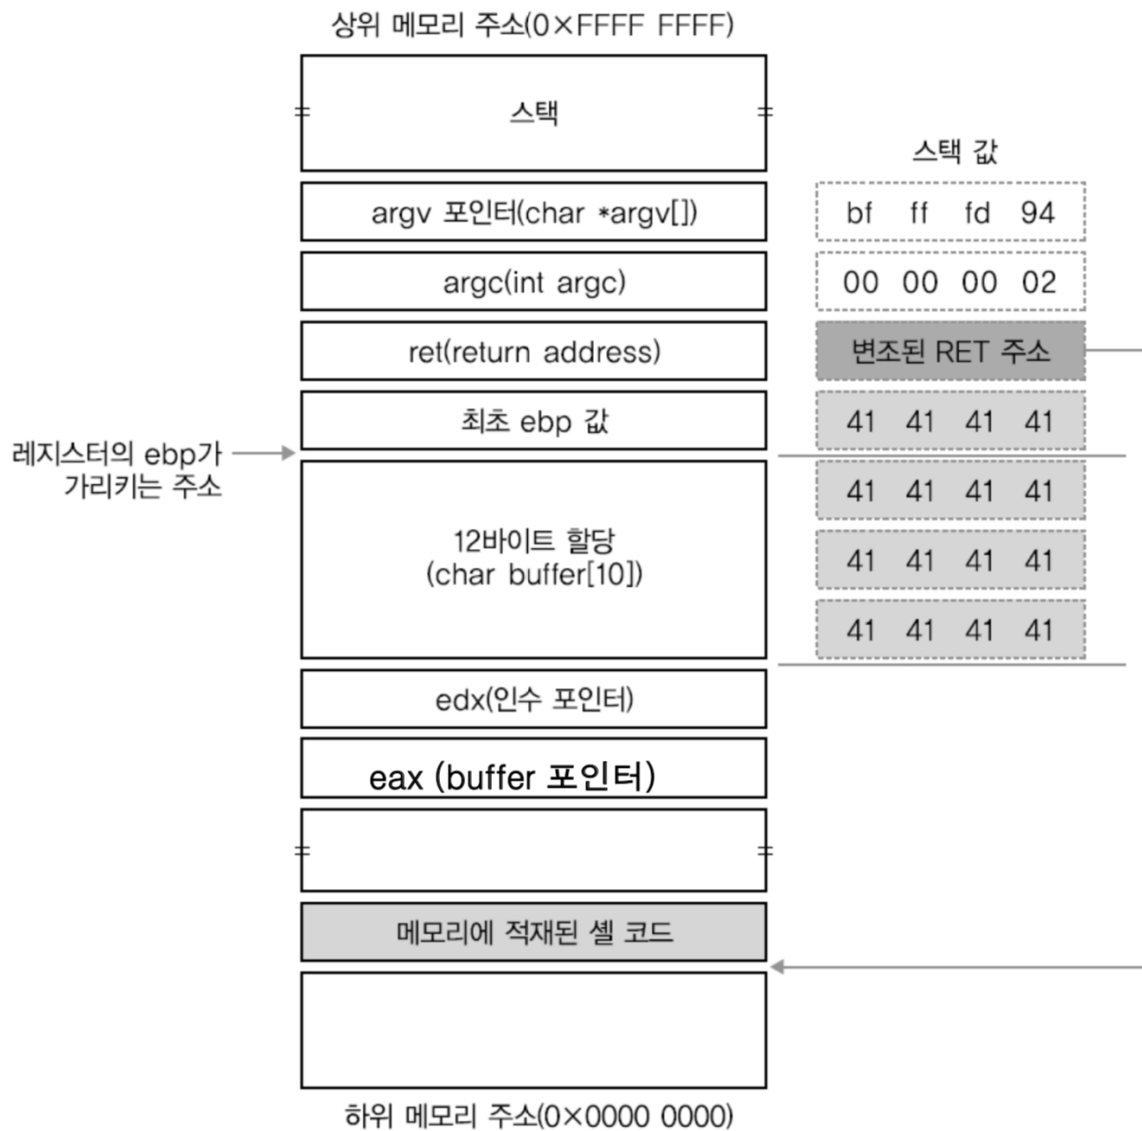 상위 메모리 주소(0×FFFF FFFF)
스택
스택 값
argv 포인터(char *argv[])
bf ff fd 94
argc(int argc)
00 00 00 02
ret(return address)
변조된 RET 주소
최초 ebp 값
41 41 41 41
레지스터의 ebp가
가리키는 주소
41 41 41 41
12바이트 할당
(char buffer[10])
41 41 41 41
41 41 41 41
edx(인수 포인터)
eax (buffer 포인터)
메모리에 적재된 셸 코드
하위 메모리 주소(0×0000 0000)